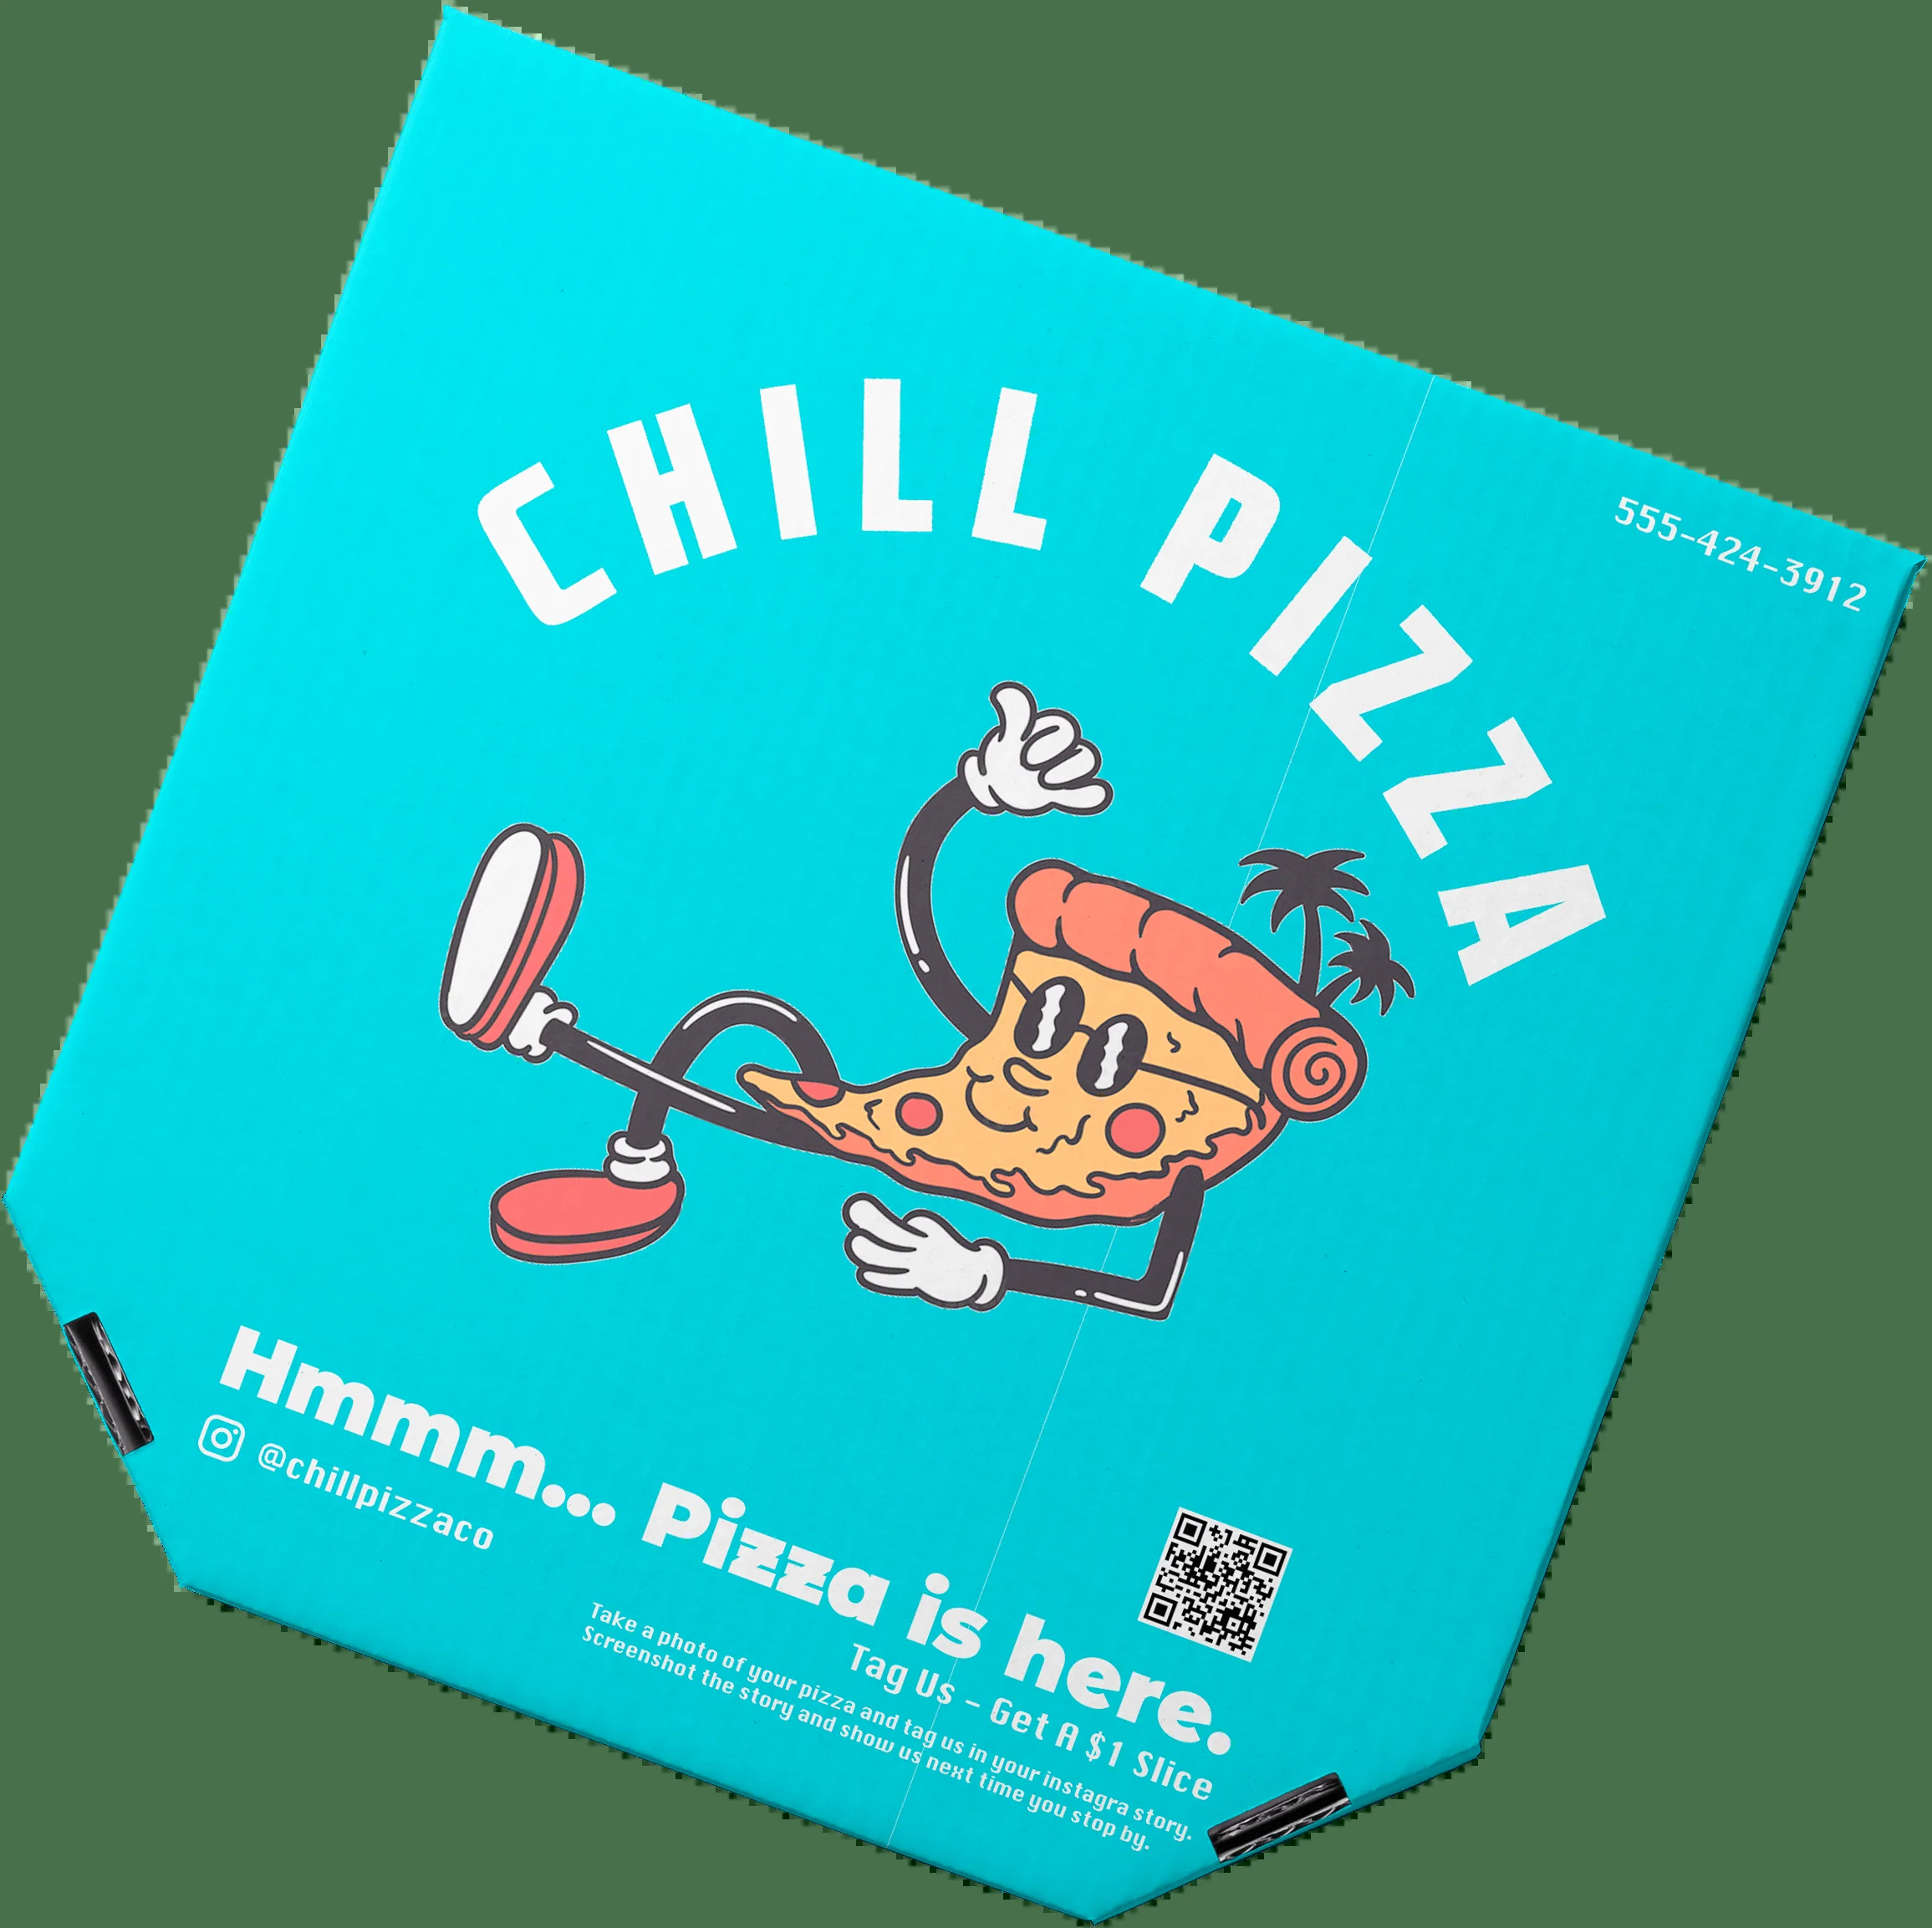 CHILL PIZZA
555-424-3912
Hmmm... Pizza is here.
@chillpizzaco
Tag Us - Get A $1 Slice
Take a photo of your pizza and tag us in your instagra story.
Screenshot the story and show us next time you stop by.